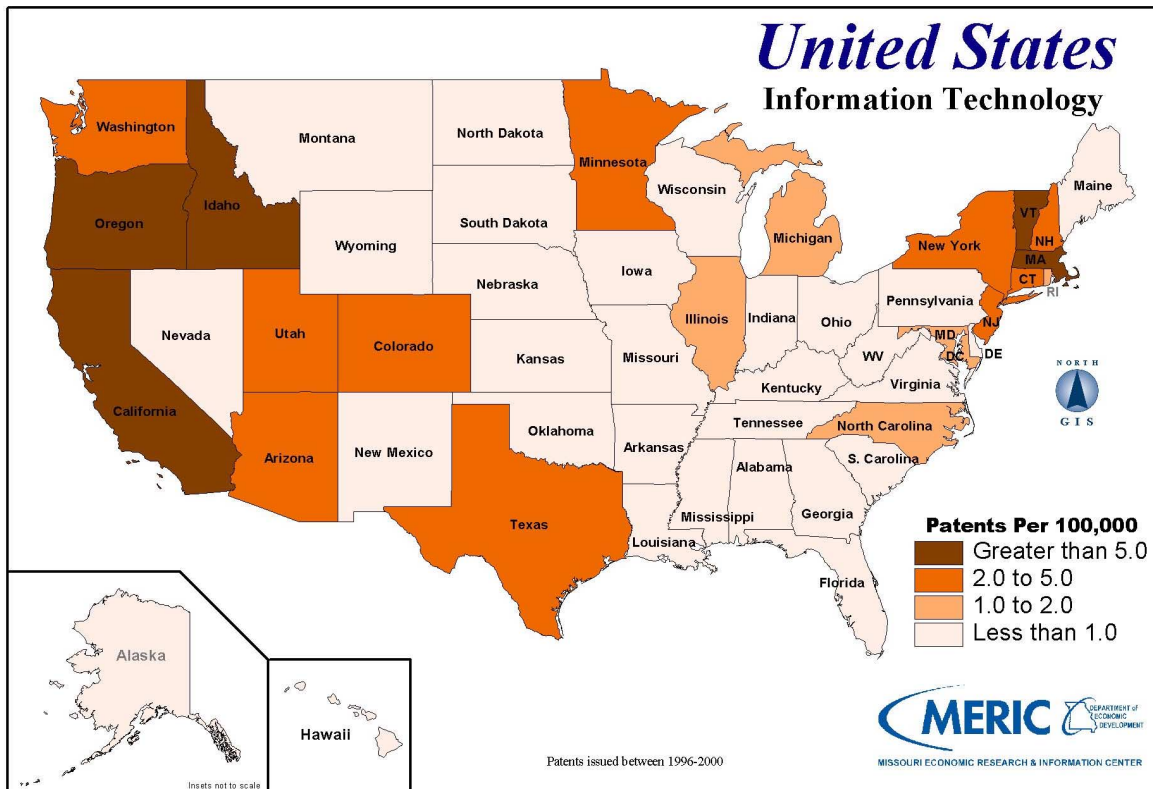 United States
Information Technology
Washington
Montana
North Dakota
Minnesota
Maine
Oregon
Idaho
Wisconsin
VT
South Dakota
Michigan
New York
NH
Wyoming
MA
Iowa
CT
RI
Nebraska
Pennsylvania
Nevada
Utah
Colorado
Illinois
Indiana
Ohio
NJ
MD
DC
DE
Kansas
Missouri
WV
Virginia
California
Kentucky
Tennessee
North Carolina
Oklahoma
Arkansas
Arizona
New Mexico
S. Carolina
Alabama
Mississippi
Georgia
Texas
Louisiana
Florida
NORTH
GIS
Patents Per 100,000
Greater than 5.0
2.0 to 5.0
1.0 to 2.0
Less than 1.0
Alaska
Hawaii
Insets not to scale
Patents issued between 1996-2000
MERIC
DEPARTMENT of
ECONOMIC
DEVELOPMENT
MISSOURI ECONOMIC RESEARCH & INFORMATION CENTER